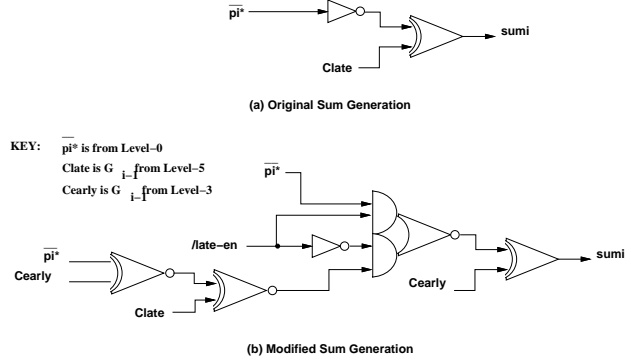 pi*
sumi
Clate
(a) Original Sum Generation
KEY: pi* is from Level−0
Clate is G i−1 from Level−5
Cearly is G i−1 from Level−3
pi*
/late−en
pi*
Cearly
sumi
Cearly
Clate
(b) Modified Sum Generation